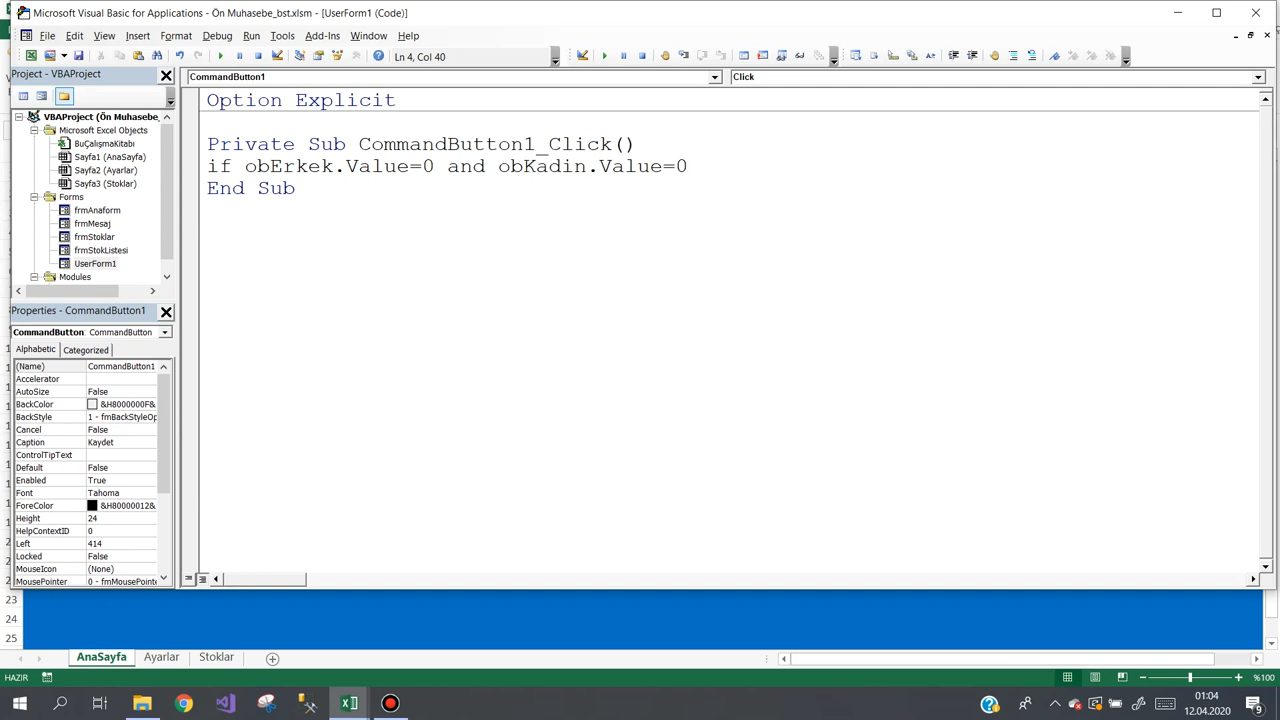 Microsoft Visual Basic for Applications - Ön Muhasebe_bst.xlsm - [UserForm1 (Code)]
File Edit View Insert Format Debug Run Tools Add-Ins Window Help
Ln 4, Col 40
Project - VBAProject
CommandButton1
Click
VBAProject (Ön Muhasebe_
Microsoft Excel Objects
BuÇalışmaKitabı
Sayfa1 (AnaSayfa)
Sayfa2 (Ayarlar)
Sayfa3 (Stoklar)
Forms
frmAnaform
frmMesaj
frmStoklar
frmStokListesi
UserForm1
Modules
Option Explicit
Private Sub CommandButton1_Click()
if obErkek.Value=0 and obKadin.Value=0
End Sub
Properties - CommandButton1
CommandButton CommandButton
Alphabetic Categorized
(Name) CommandButton1
Accelerator
AutoSize False
BackColor &H8000000F&
BackStyle 1 - fmBackStyleOp
Cancel False
Caption Kaydet
ControlTipText
Default False
Enabled True
Font Tahoma
ForeColor &H80000012&
Height 24
HelpContextID 0
Left 414
Locked False
MouseIcon (None)
MousePointer 0 - fmMousePointe
23
24
25
AnaSayfa Ayarlar Stoklar
HAZIR
%100
01:04
12.04.2020
9